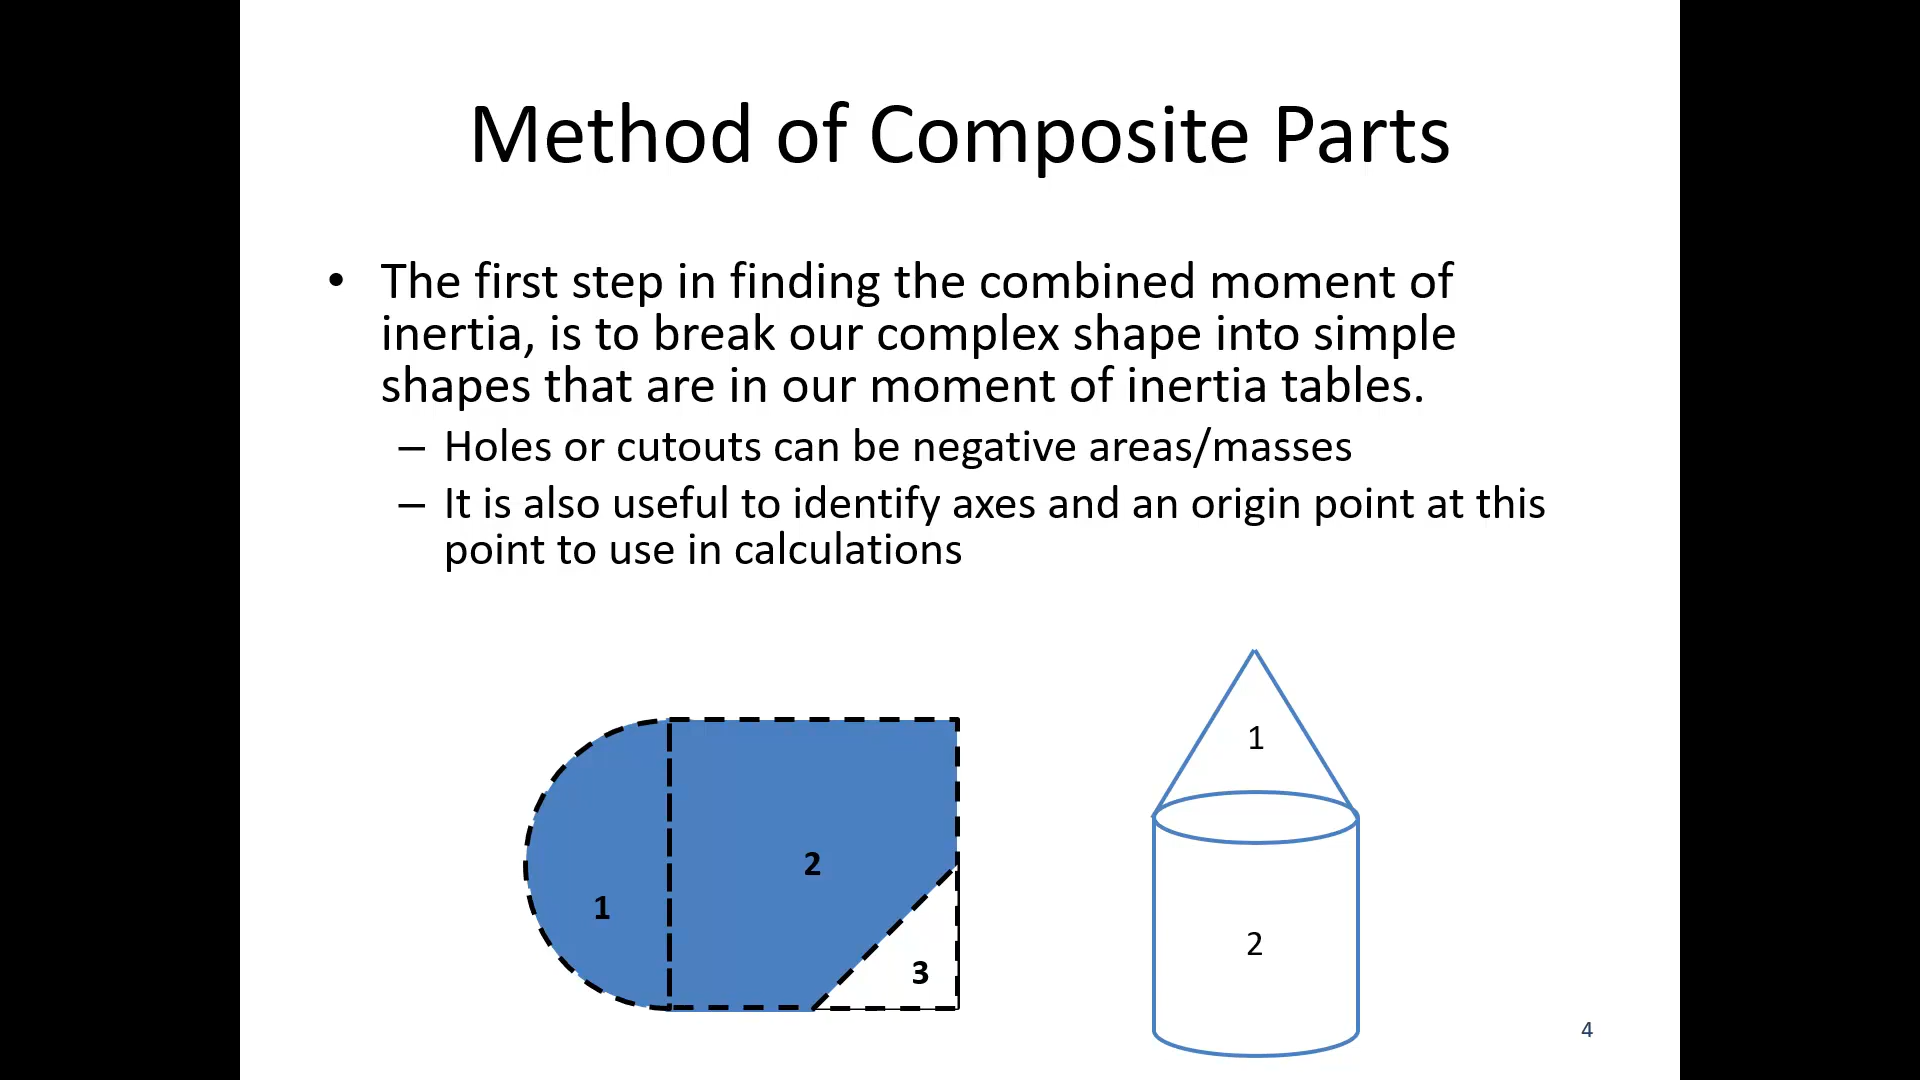 Method of Composite Parts
• The first step in finding the combined moment of
inertia, is to break our complex shape into simple
shapes that are in our moment of inertia tables.
– Holes or cutouts can be negative areas/masses
– It is also useful to identify axes and an origin point at this
point to use in calculations
1
2
3
1
2
4